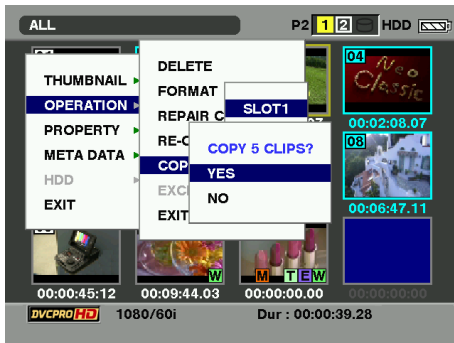 ALL P2 1 2 HDD
04
Neo
Classic
THUMBNAIL
OPERATION
PROPERTY
META DATA
HDD
EXIT
DELETE
FORMAT
REPAIR C
RE-C
COP
EXC
EXIT
SLOT1
COPY 5 CLIPS?
YES
NO
00:02:08.07
08
00:06:47.11
W M T E W
00:00:45:12 00:09:44.03 00:00:00.00 00:00:00.00
DVCPRO HD 1080/60i Dur : 00:00:39.28